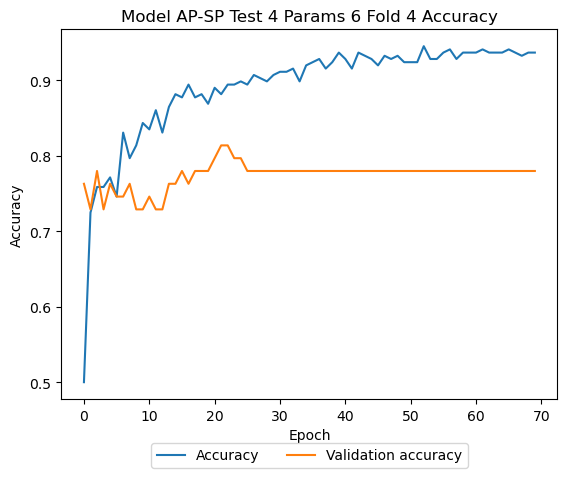 Model AP-SP Test 4 Params 6 Fold 4 Accuracy
Accuracy
0.9
0.8
0.7
0.6
0.5
0 10 20 30 40 50 60 70
Epoch
Accuracy Validation accuracy